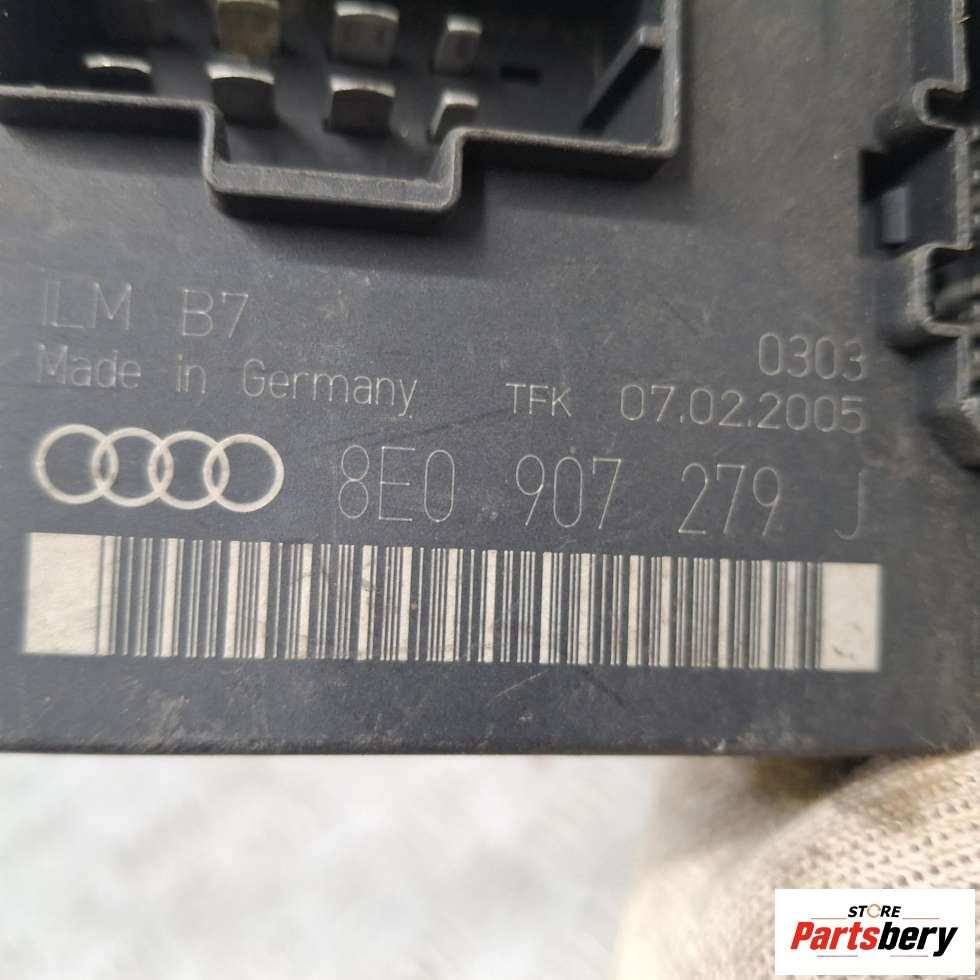 ILM B7
0303
Made in Germany TFK 07.02.2005
8E0 907 279 J
STORE
Partsbery